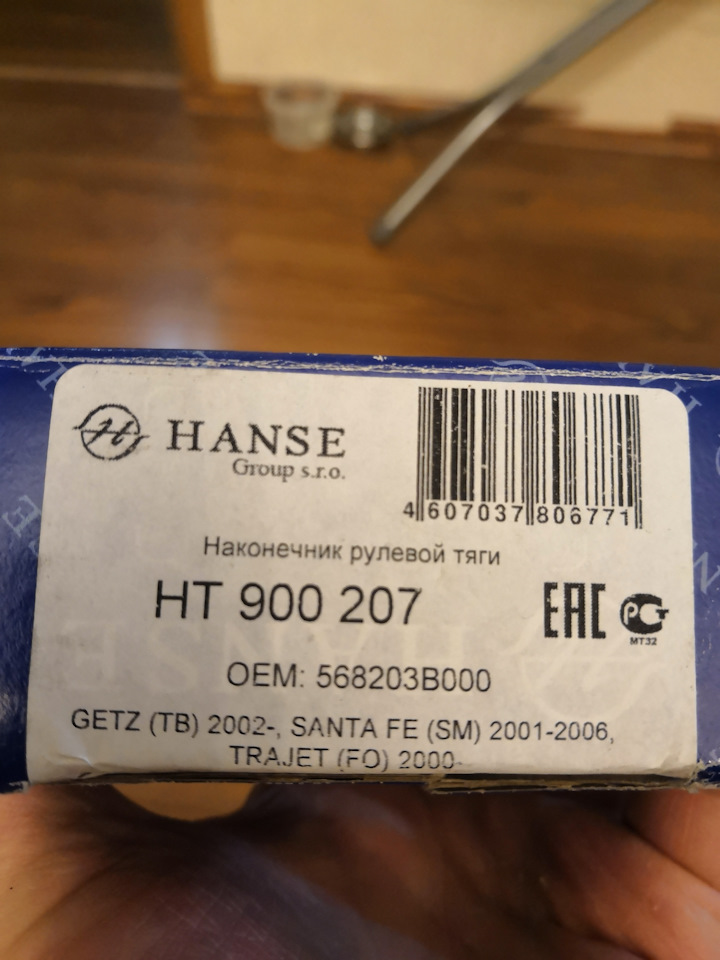 HANSE
Group s.r.o.
4 607037 806771
Наконечник рулевой тяги
HT 900 207
EAC
РСТ
MT32
OEM: 568203B000
GETZ (TB) 2002-, SANTA FE (SM) 2001-2006,
TRAJET (FO) 2000-